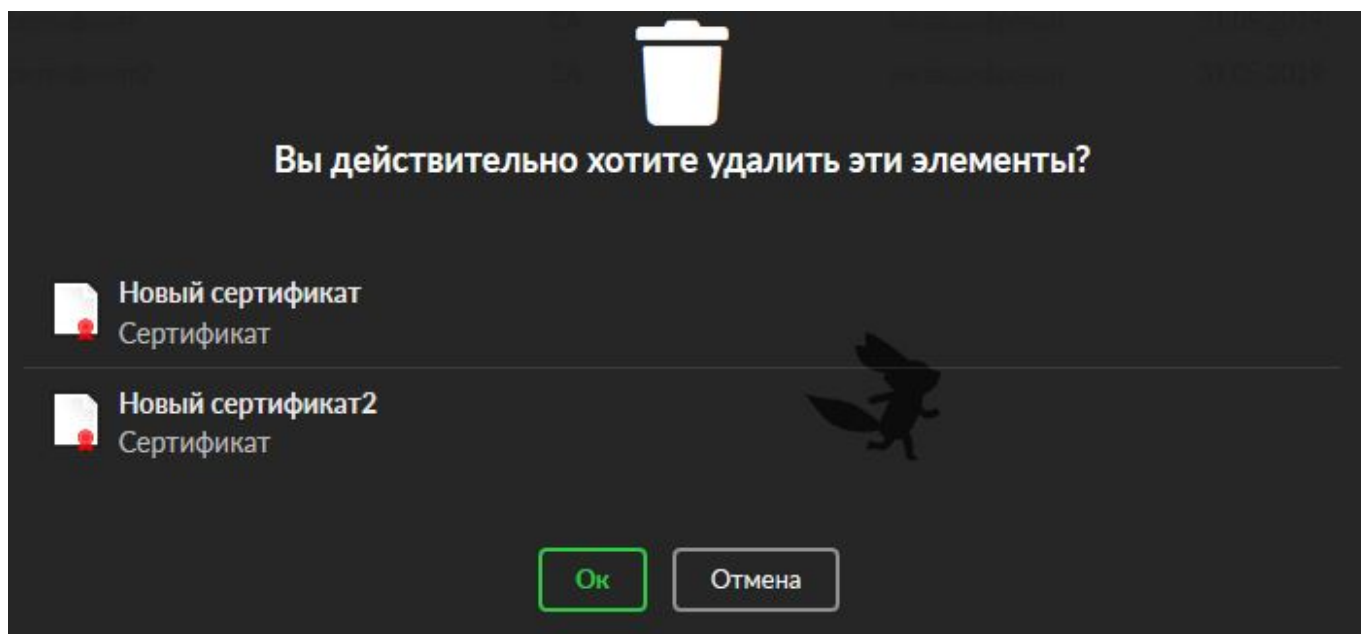 Вы действительно хотите удалить эти элементы?
Новый сертификат
Сертификат
Новый сертификат2
Сертификат
Ок
Отмена